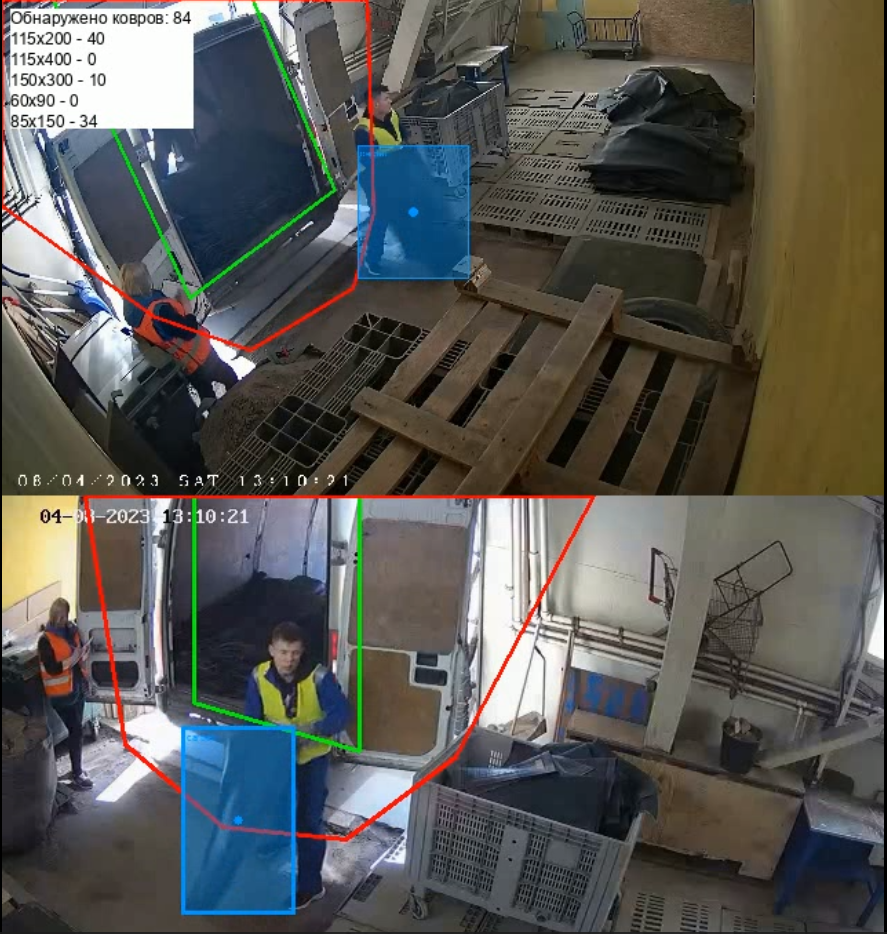 Обнаружено ковров: 84
115x200 - 40
115x400 - 0
150x300 - 10
60x90 - 0
85x150 - 34
08/04/2023 SAT 13:10:21
04-08-2023 13:10:21